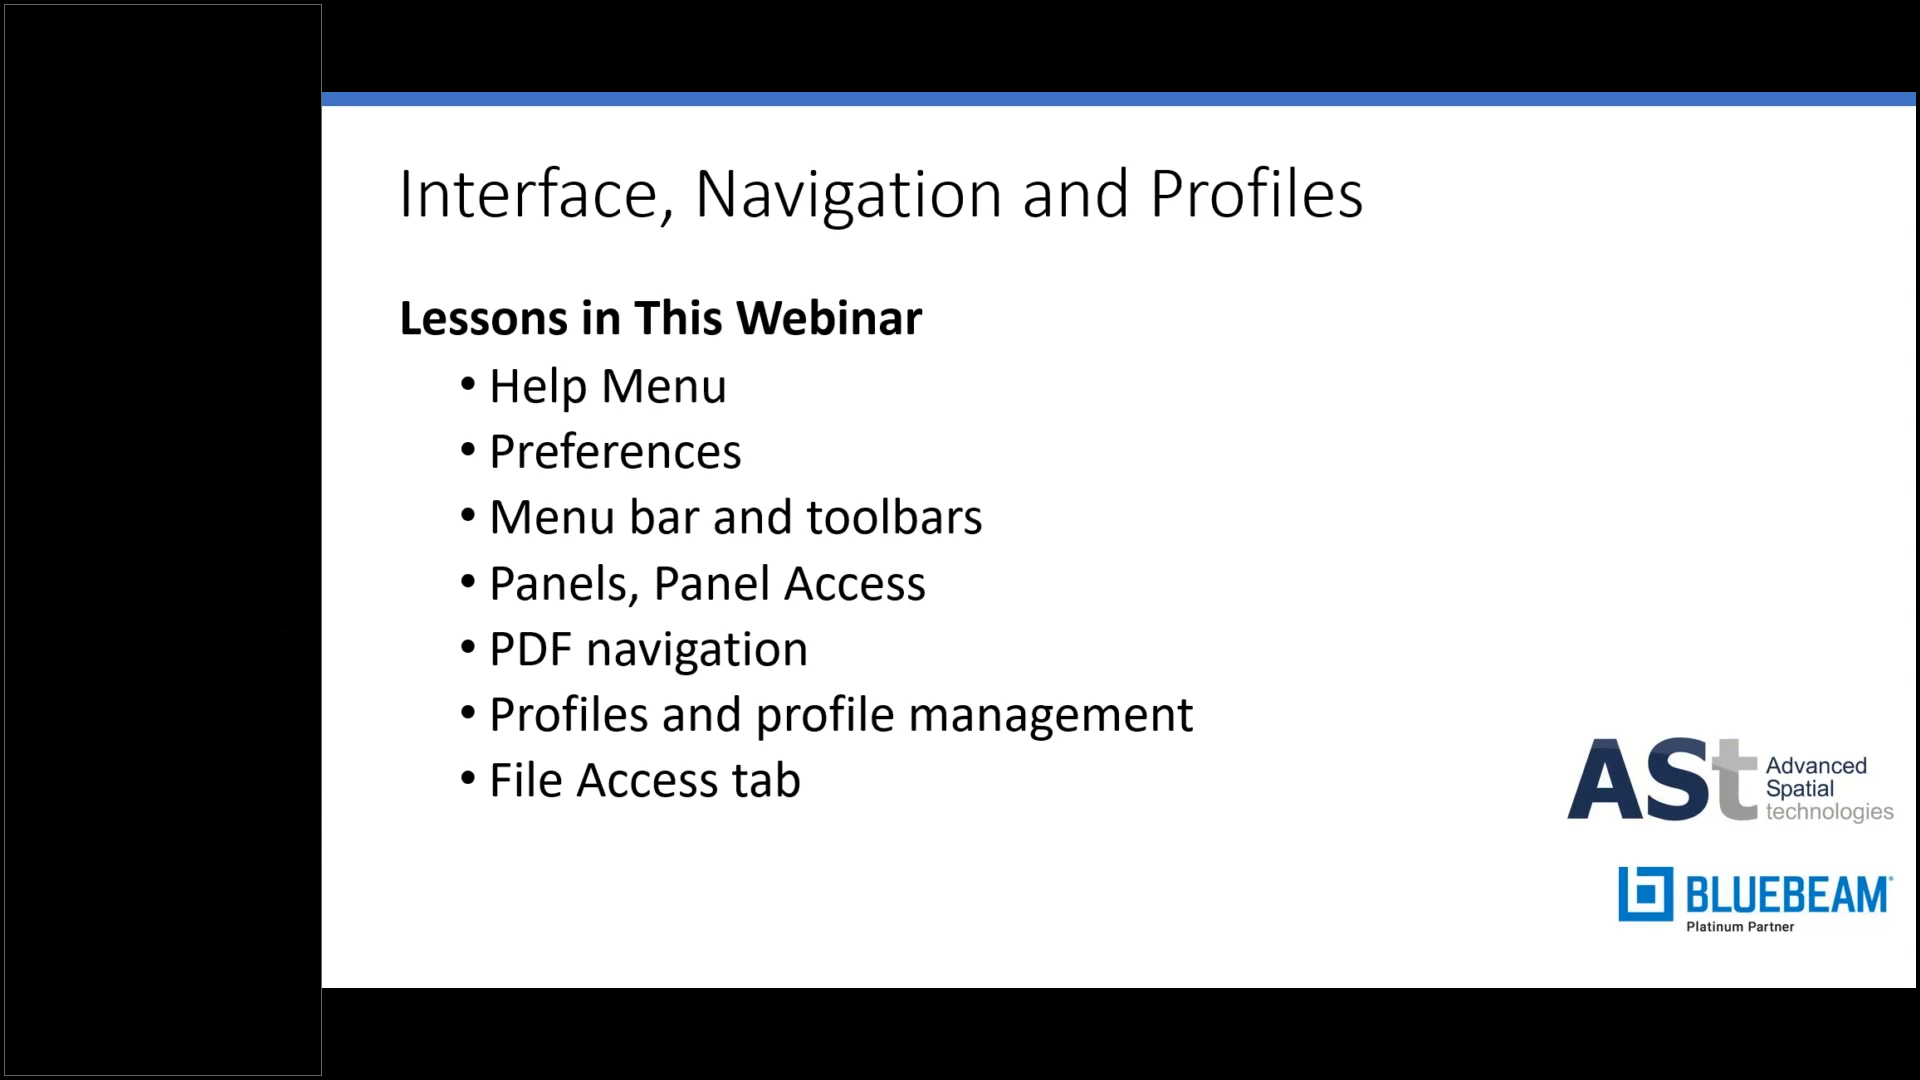 Interface, Navigation and Profiles
Lessons in This Webinar
• Help Menu
• Preferences
• Menu bar and toolbars
• Panels, Panel Access
• PDF navigation
• Profiles and profile management
• File Access tab
ASt
Advanced
Spatial
technologies
BLUEBEAM®
Platinum Partner